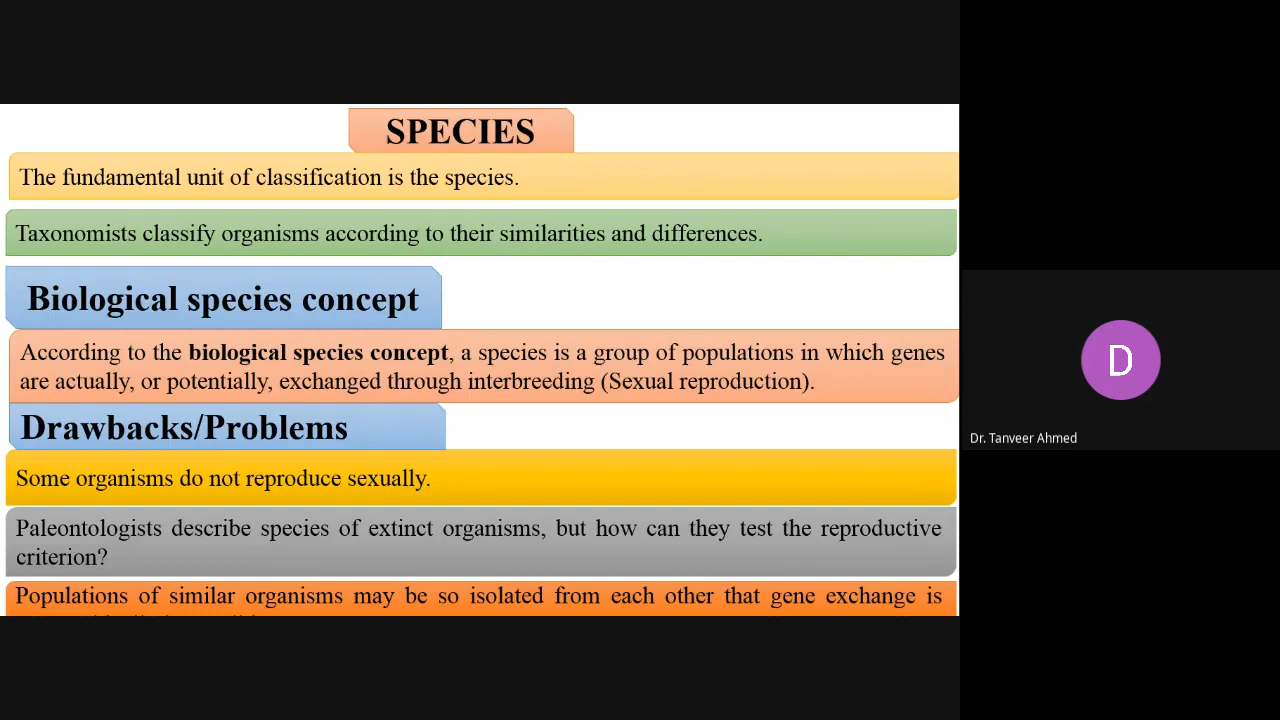 SPECIES
The fundamental unit of classification is the species.
Taxonomists classify organisms according to their similarities and differences.
Biological species concept
According to the biological species concept, a species is a group of populations in which genes
are actually, or potentially, exchanged through interbreeding (Sexual reproduction).
Drawbacks/Problems
Some organisms do not reproduce sexually.
Paleontologists describe species of extinct organisms, but how can they test the reproductive
criterion?
Populations of similar organisms may be so isolated from each other that gene exchange is
D
Dr. Tanveer Ahmed